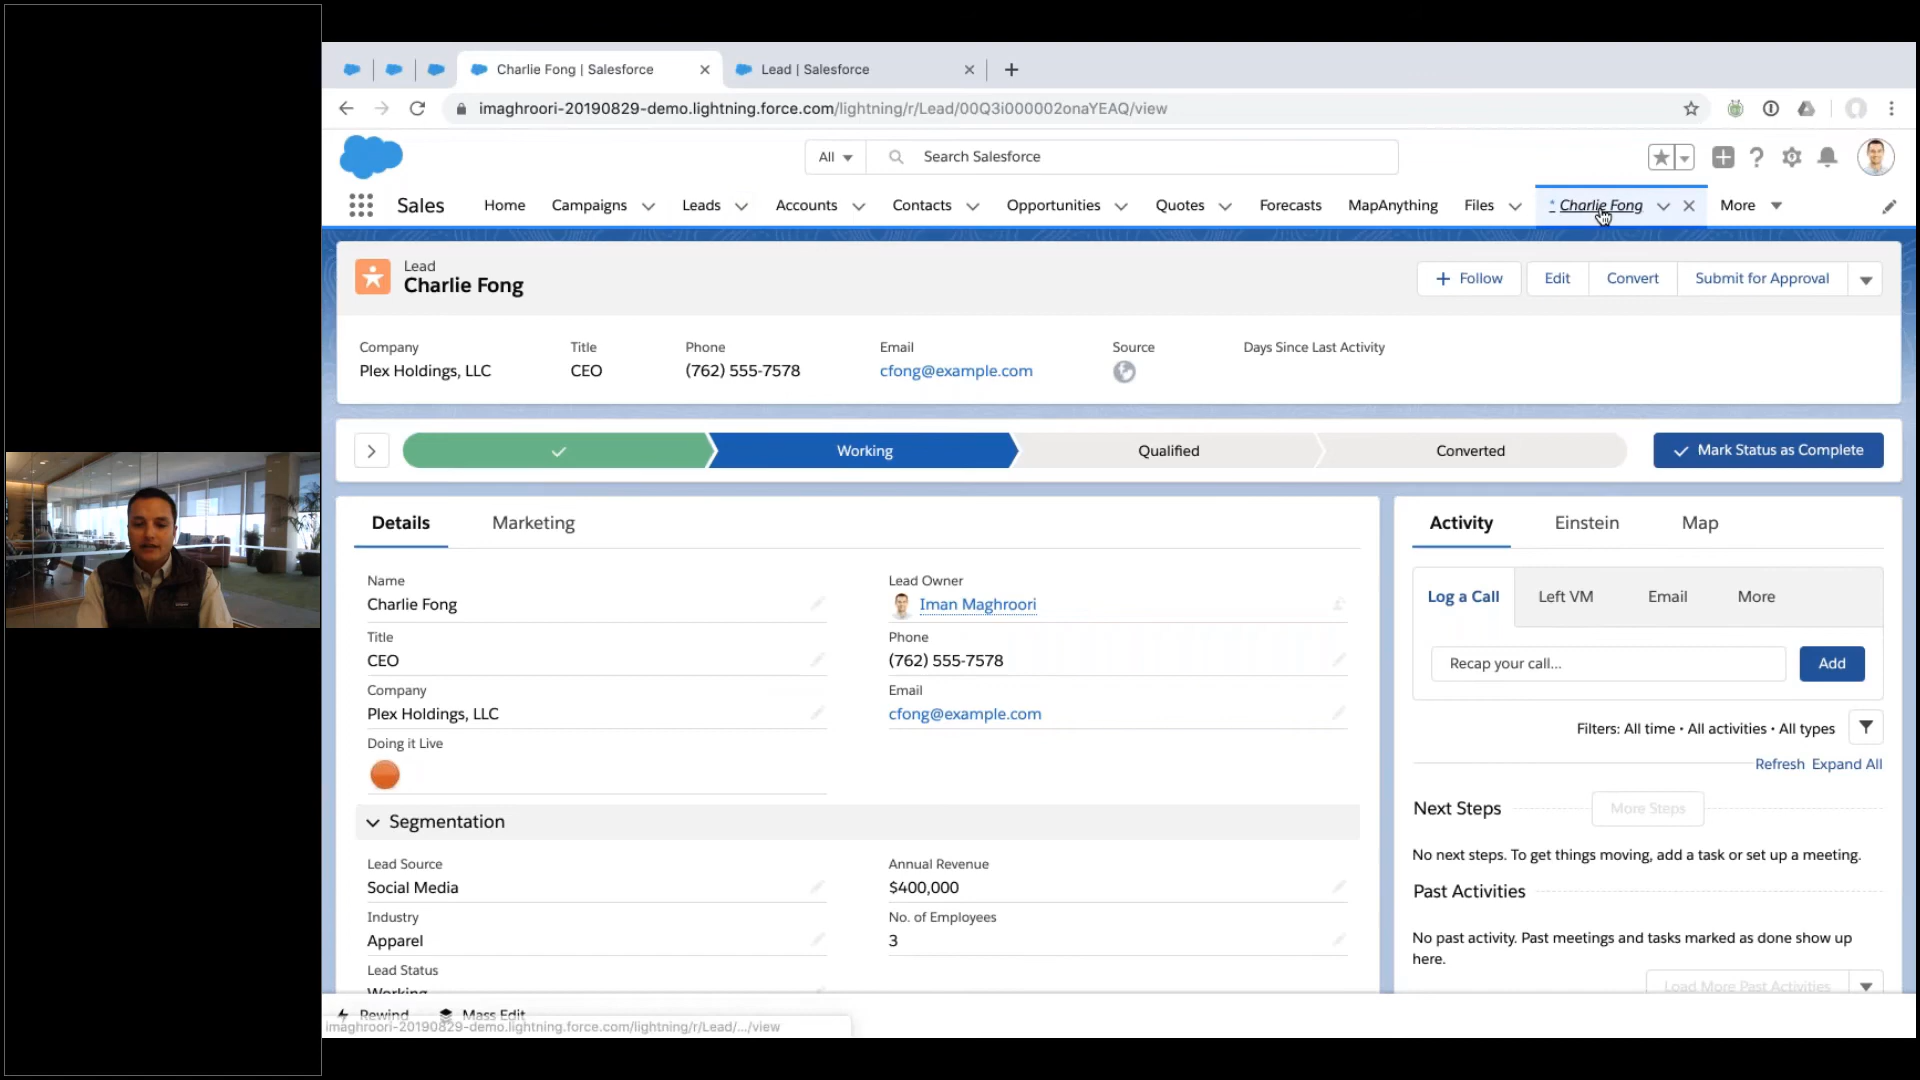 Charlie Fong | Salesforce
Lead | Salesforce
imaghroori-20190829-demo.lightning.force.com/lightning/r/Lead/00Q3i000002onaYEAQ/view
All
Search Salesforce
Sales
Home
Campaigns
Leads
Accounts
Contacts
Opportunities
Quotes
Forecasts
MapAnything
Files
* Charlie Fong
More
Lead
Charlie Fong
Follow
Edit
Convert
Submit for Approval
Company
Title
Phone
Email
Source
Days Since Last Activity
Plex Holdings, LLC
CEO
(762) 555-7578
cfong@example.com
Working
Qualified
Converted
Mark Status as Complete
Details
Marketing
Name
Charlie Fong
Lead Owner
Iman Maghroori
Title
CEO
Phone
(762) 555-7578
Company
Plex Holdings, LLC
Email
cfong@example.com
Doing it Live
Segmentation
Lead Source
Social Media
Annual Revenue
$400,000
Industry
Apparel
No. of Employees
3
Lead Status
Working
Activity
Einstein
Map
Log a Call
Left VM
Email
More
Recap your call...
Add
Filters: All time • All activities • All types
Refresh
Expand All
Next Steps
More Steps
No next steps. To get things moving, add a task or set up a meeting.
Past Activities
No past activity. Past meetings and tasks marked as done show up
here.
Load More Past Activities
Rewind
Mass Edit
imaghroori-20190829-demo.lightning.force.com/lightning/r/Lead/.../view